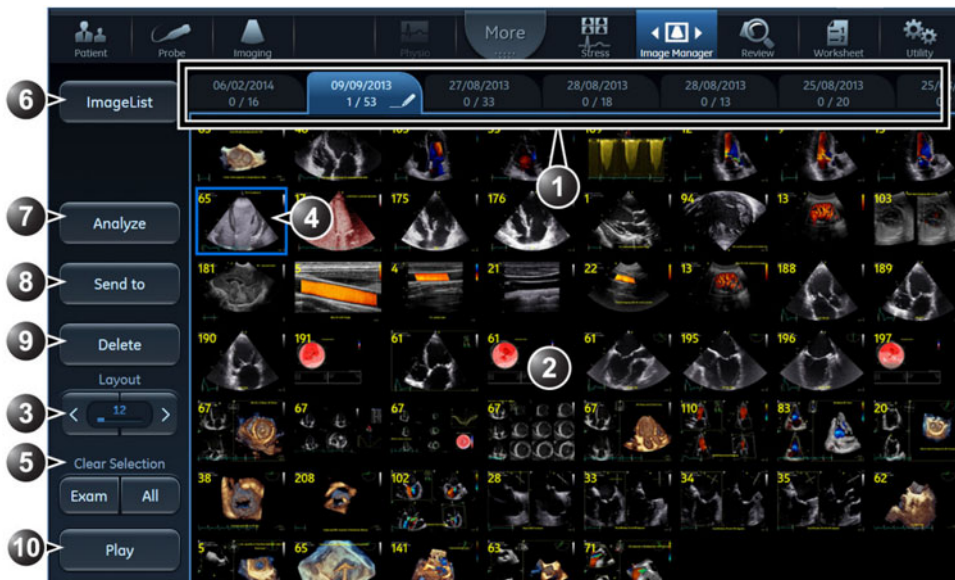 Patient Probe Imaging Physio More Stress Image Manager Review Worksheet Utility
06/02/2014 09/09/2013 27/08/2013 28/08/2013 28/08/2013 25/08/2013
0 / 16 1 / 53 0 / 33 0 / 18 0 / 13 0 / 20
6 ImageList
1
65 4 17 175 176 1 94 13 103
7 Analyze
181 5 4 21 22 13 188 189
8 Send to
190 191 61 61 61 195 196 197
9 Delete
2
Layout
3 < 12 >
67 67 67 67 67 110 83 20
5 Clear Selection
Exam All
38 208 102 28 33 34 35 62
10 Play
5 65 141 63 71